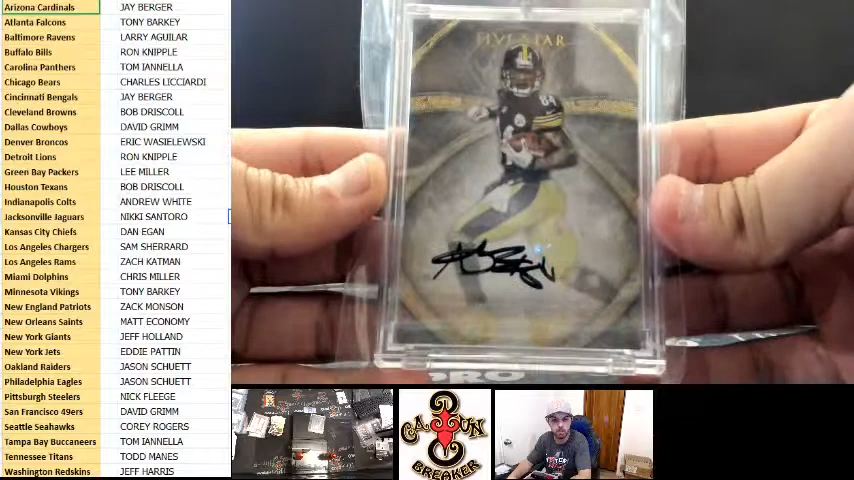 Arizona Cardinals JAY BERGER
Atlanta Falcons TONY BARKEY
Baltimore Ravens LARRY AGUILAR
Buffalo Bills RON KNIPPLE
Carolina Panthers TOM IANNELLA
Chicago Bears CHARLES LICCIARDI
Cincinnati Bengals JAY BERGER
Cleveland Browns BOB DRISCOLL
Dallas Cowboys DAVID GRIMM
Denver Broncos ERIC WASIELEWSKI
Detroit Lions RON KNIPPLE
Green Bay Packers LEE MILLER
Houston Texans BOB DRISCOLL
Indianapolis Colts ANDREW WHITE
Jacksonville Jaguars NIKKI SANTORO
Kansas City Chiefs DAN EGAN
Los Angeles Chargers SAM SHERRARD
Los Angeles Rams ZACH KATMAN
Miami Dolphins CHRIS MILLER
Minnesota Vikings TONY BARKEY
New England Patriots ZACK MONSON
New Orleans Saints MATT ECONOMY
New York Giants JEFF HOLLAND
New York Jets EDDIE PATTIN
Oakland Raiders JASON SCHUETT
Philadelphia Eagles JASON SCHUETT
Pittsburgh Steelers NICK FLEEGE
San Francisco 49ers DAVID GRIMM
Seattle Seahawks COREY ROGERS
Tampa Bay Buccaneers TOM IANNELLA
Tennessee Titans TODD MANES
Washington Redskins JEFF HARRIS
FIVE STAR
84
PRO
CAJUN
BREAKER